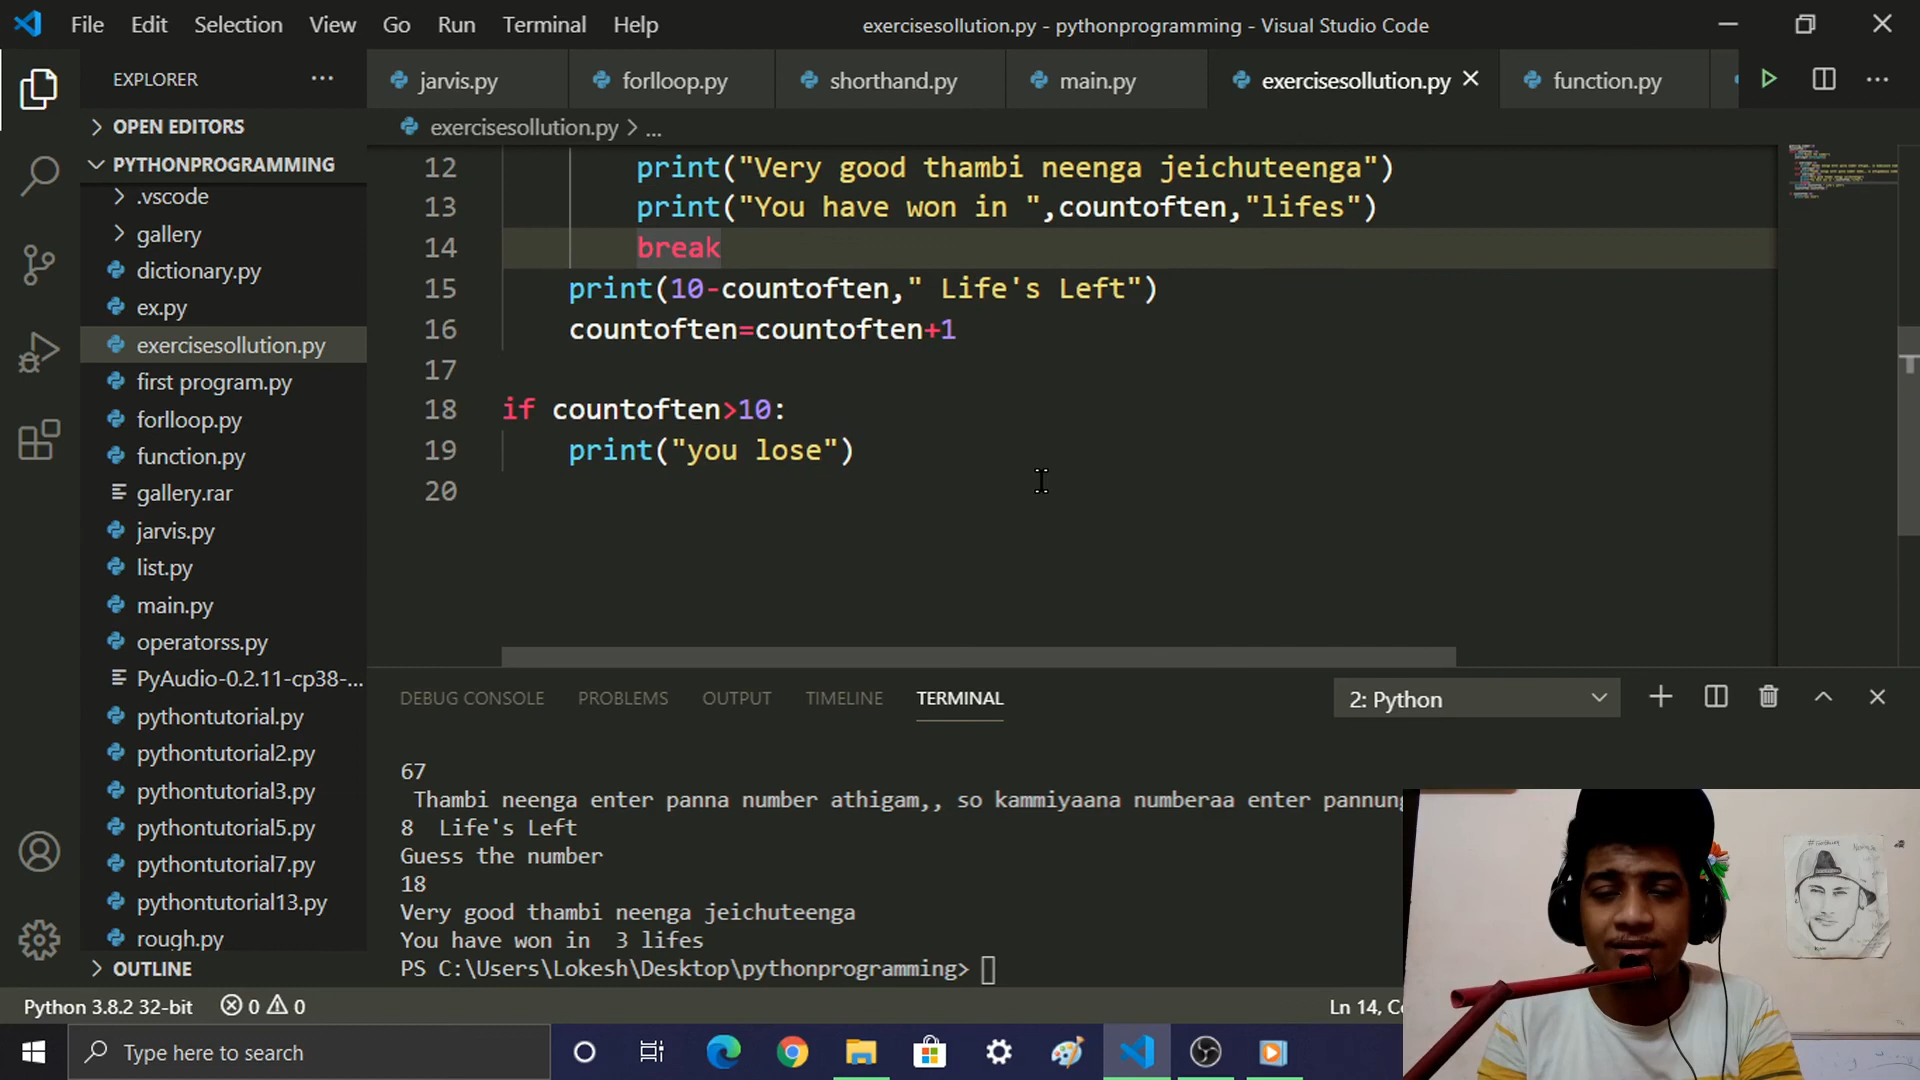 File Edit Selection View Go Run Terminal Help exercisesollution.py - pythonprogramming - Visual Studio Code
EXPLORER ...
jarvis.py forlloop.py shorthand.py main.py exercisesollution.py function.py
OPEN EDITORS
exercisesollution.py > ...
PYTHONPROGRAMMING
.vscode
gallery
dictionary.py
ex.py
exercisesollution.py
first program.py
forlloop.py
function.py
gallery.rar
jarvis.py
list.py
main.py
operatorss.py
PyAudio-0.2.11-cp38-...
pythontutorial.py
pythontutorial2.py
pythontutorial3.py
pythontutorial5.py
pythontutorial7.py
pythontutorial13.py
rough.py
OUTLINE
12 print("Very good thambi neenga jeichuteenga")
13 print("You have won in ",countoften,"lifes")
14 break
15 print(10-countoften," Life's Left")
16 countoften=countoften+1
17
18 if countoften>10:
19 print("you lose")
20
DEBUG CONSOLE PROBLEMS OUTPUT TIMELINE TERMINAL 2: Python
67
Thambi neenga enter panna number athigam,, so kammiyaana numberaa enter pannung
8 Life's Left
Guess the number
18
Very good thambi neenga jeichuteenga
You have won in 3 lifes
PS C:\Users\Lokesh\Desktop\pythonprogramming>
Python 3.8.2 32-bit 0 0 Ln 14, Co
Type here to search